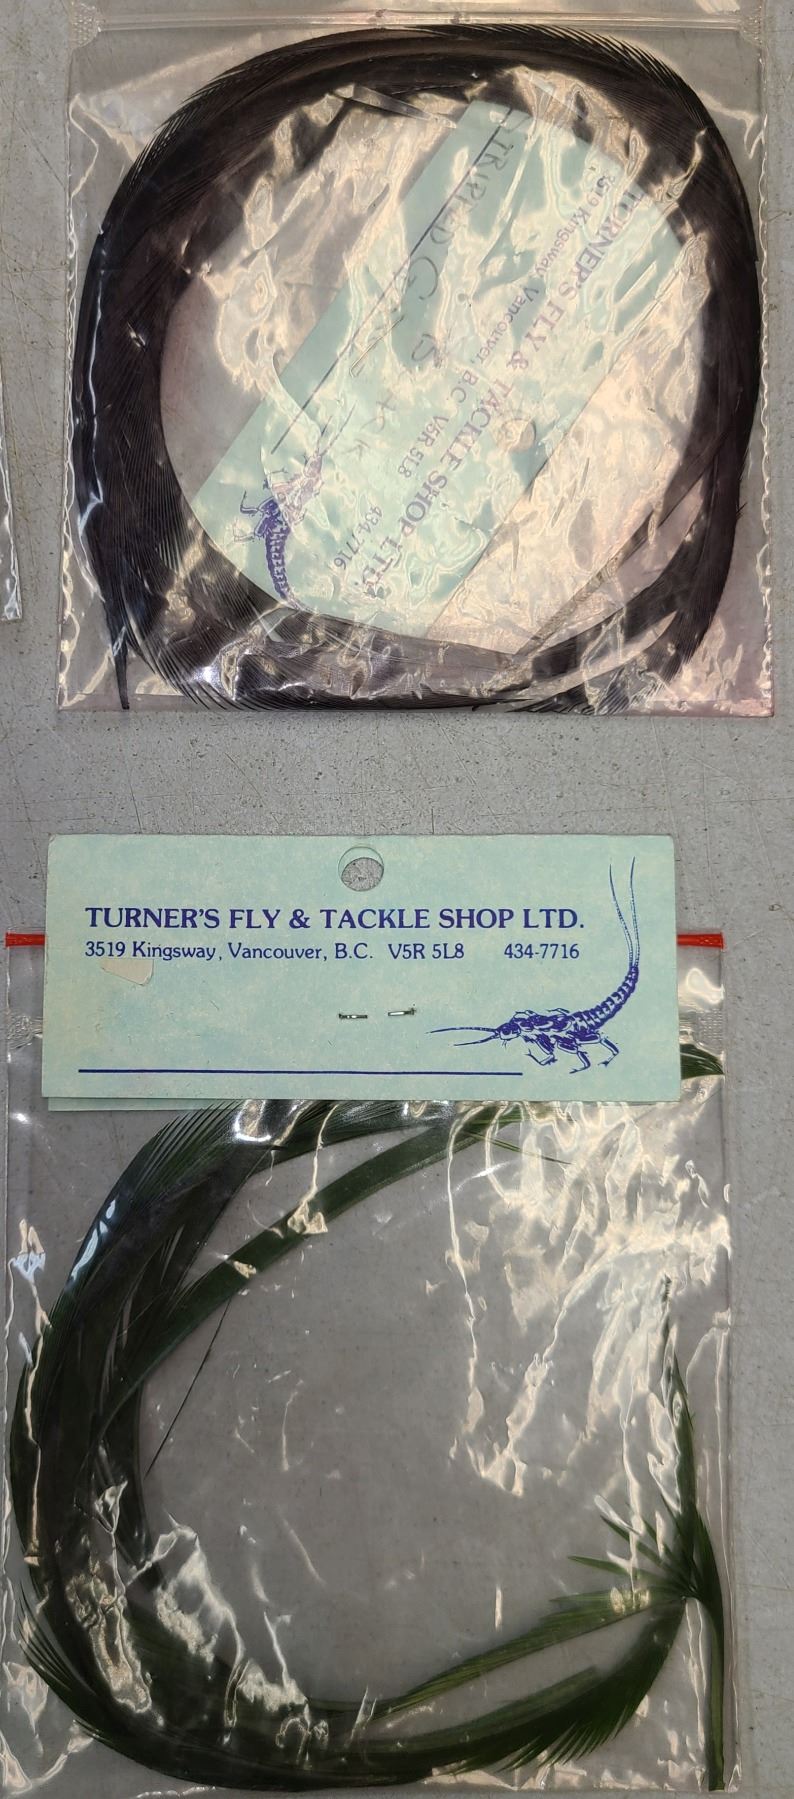 TURNER'S FLY & TACKLE SHOP LTD.
3519 Kingsway, Vancouver, B.C. V5R 5L8 434-7716
TURNER'S FLY & TACKLE SHOP LTD.
3519 Kingsway, Vancouver, B.C. V5R 5L8 434-7716